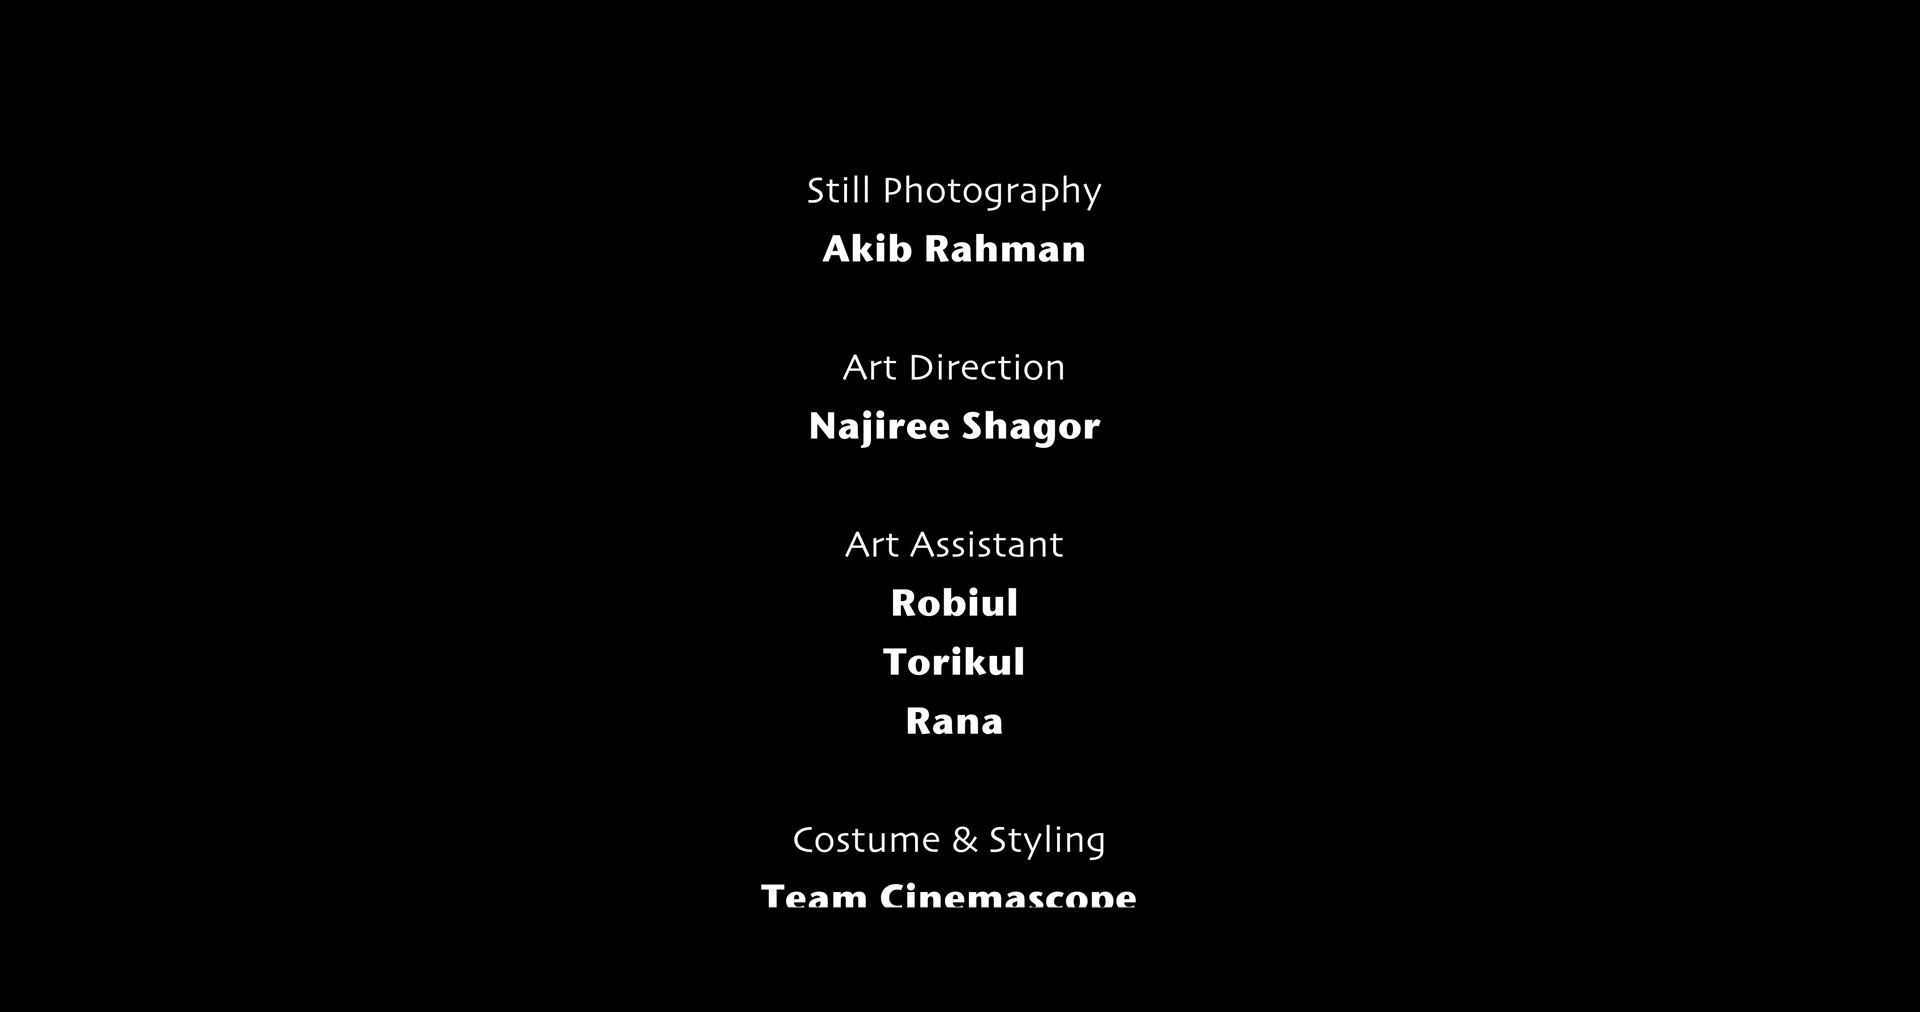 Still Photography
Akib Rahman
Art Direction
Najiree Shagor
Art Assistant
Robiul
Torikul
Rana
Costume & Styling
Team Cinemascope